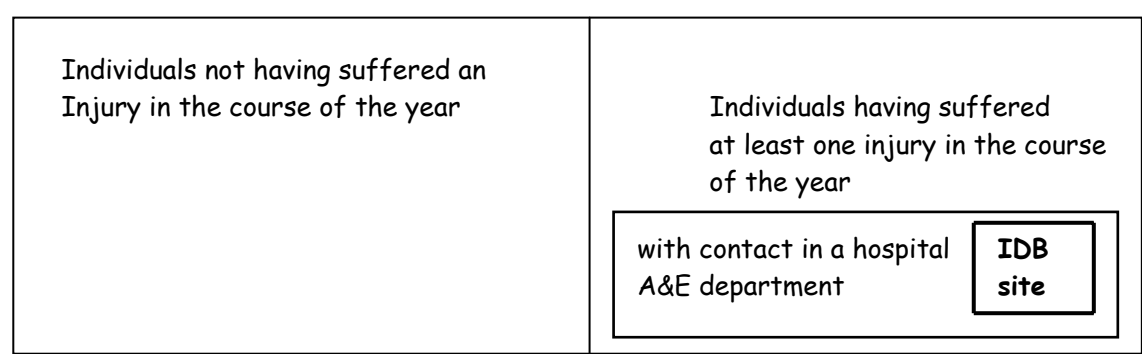 Individuals not having suffered an
Injury in the course of the year
Individuals having suffered
at least one injury in the course
of the year
with contact in a hospital
A&E department
IDB
site